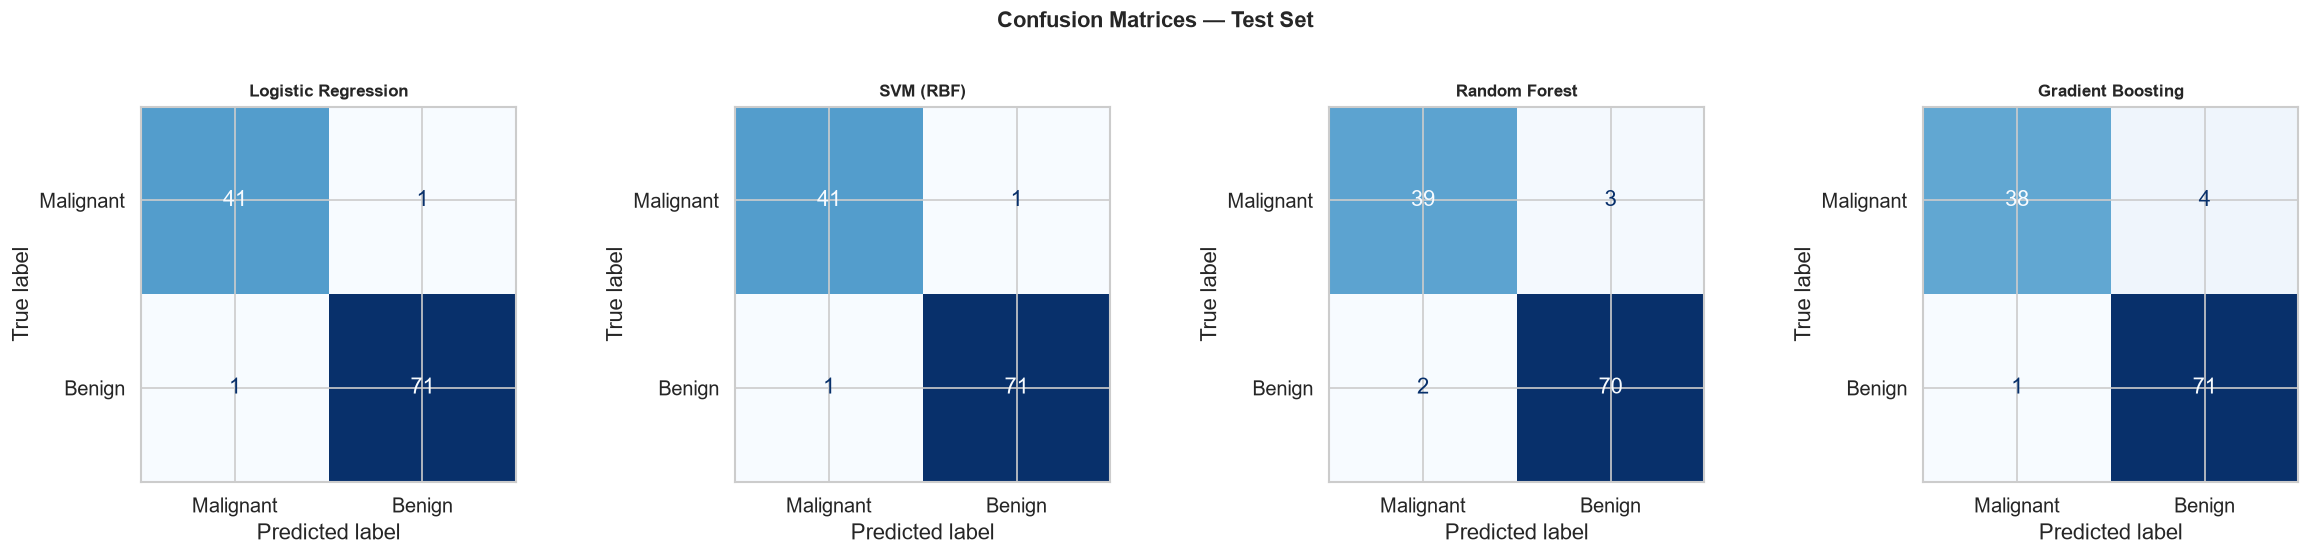 Confusion Matrices — Test Set
Logistic Regression
True label
Malignant
41
1
Benign
1
71
Malignant
Benign
Predicted label
SVM (RBF)
True label
Malignant
41
1
Benign
1
71
Malignant
Benign
Predicted label
Random Forest
True label
Malignant
39
3
Benign
2
70
Malignant
Benign
Predicted label
Gradient Boosting
True label
Malignant
38
4
Benign
1
71
Malignant
Benign
Predicted label